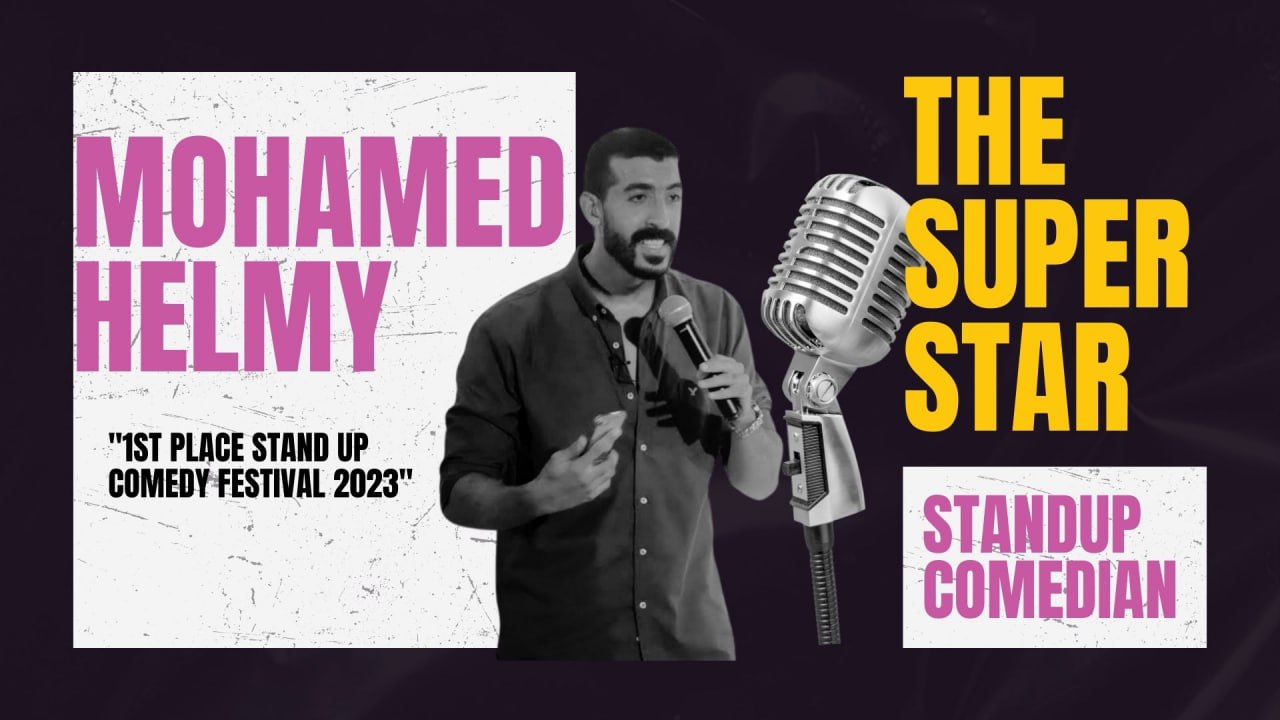 MOHAMED
HELMY
"1ST PLACE STAND UP
COMEDY FESTIVAL 2023"
THE
SUPER
STAR
STANDUP
COMEDIAN